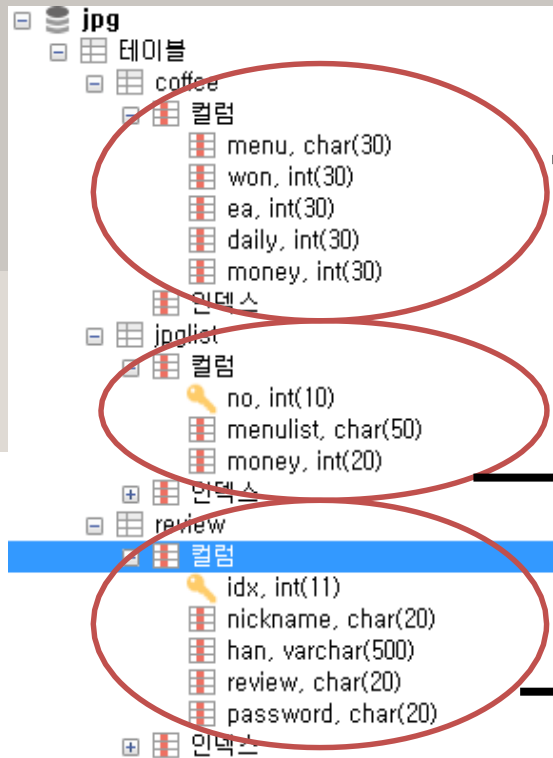 jpg
테이블
coffee
컬럼
menu, char(30)
won, int(30)
ea, int(30)
daily, int(30)
money, int(30)
인덱스
jpglist
컬럼
no, int(10)
menulist, char(50)
money, int(20)
인덱스
review
컬럼
idx, int(11)
nickname, char(20)
han, varchar(500)
review, char(20)
password, char(20)
인덱스